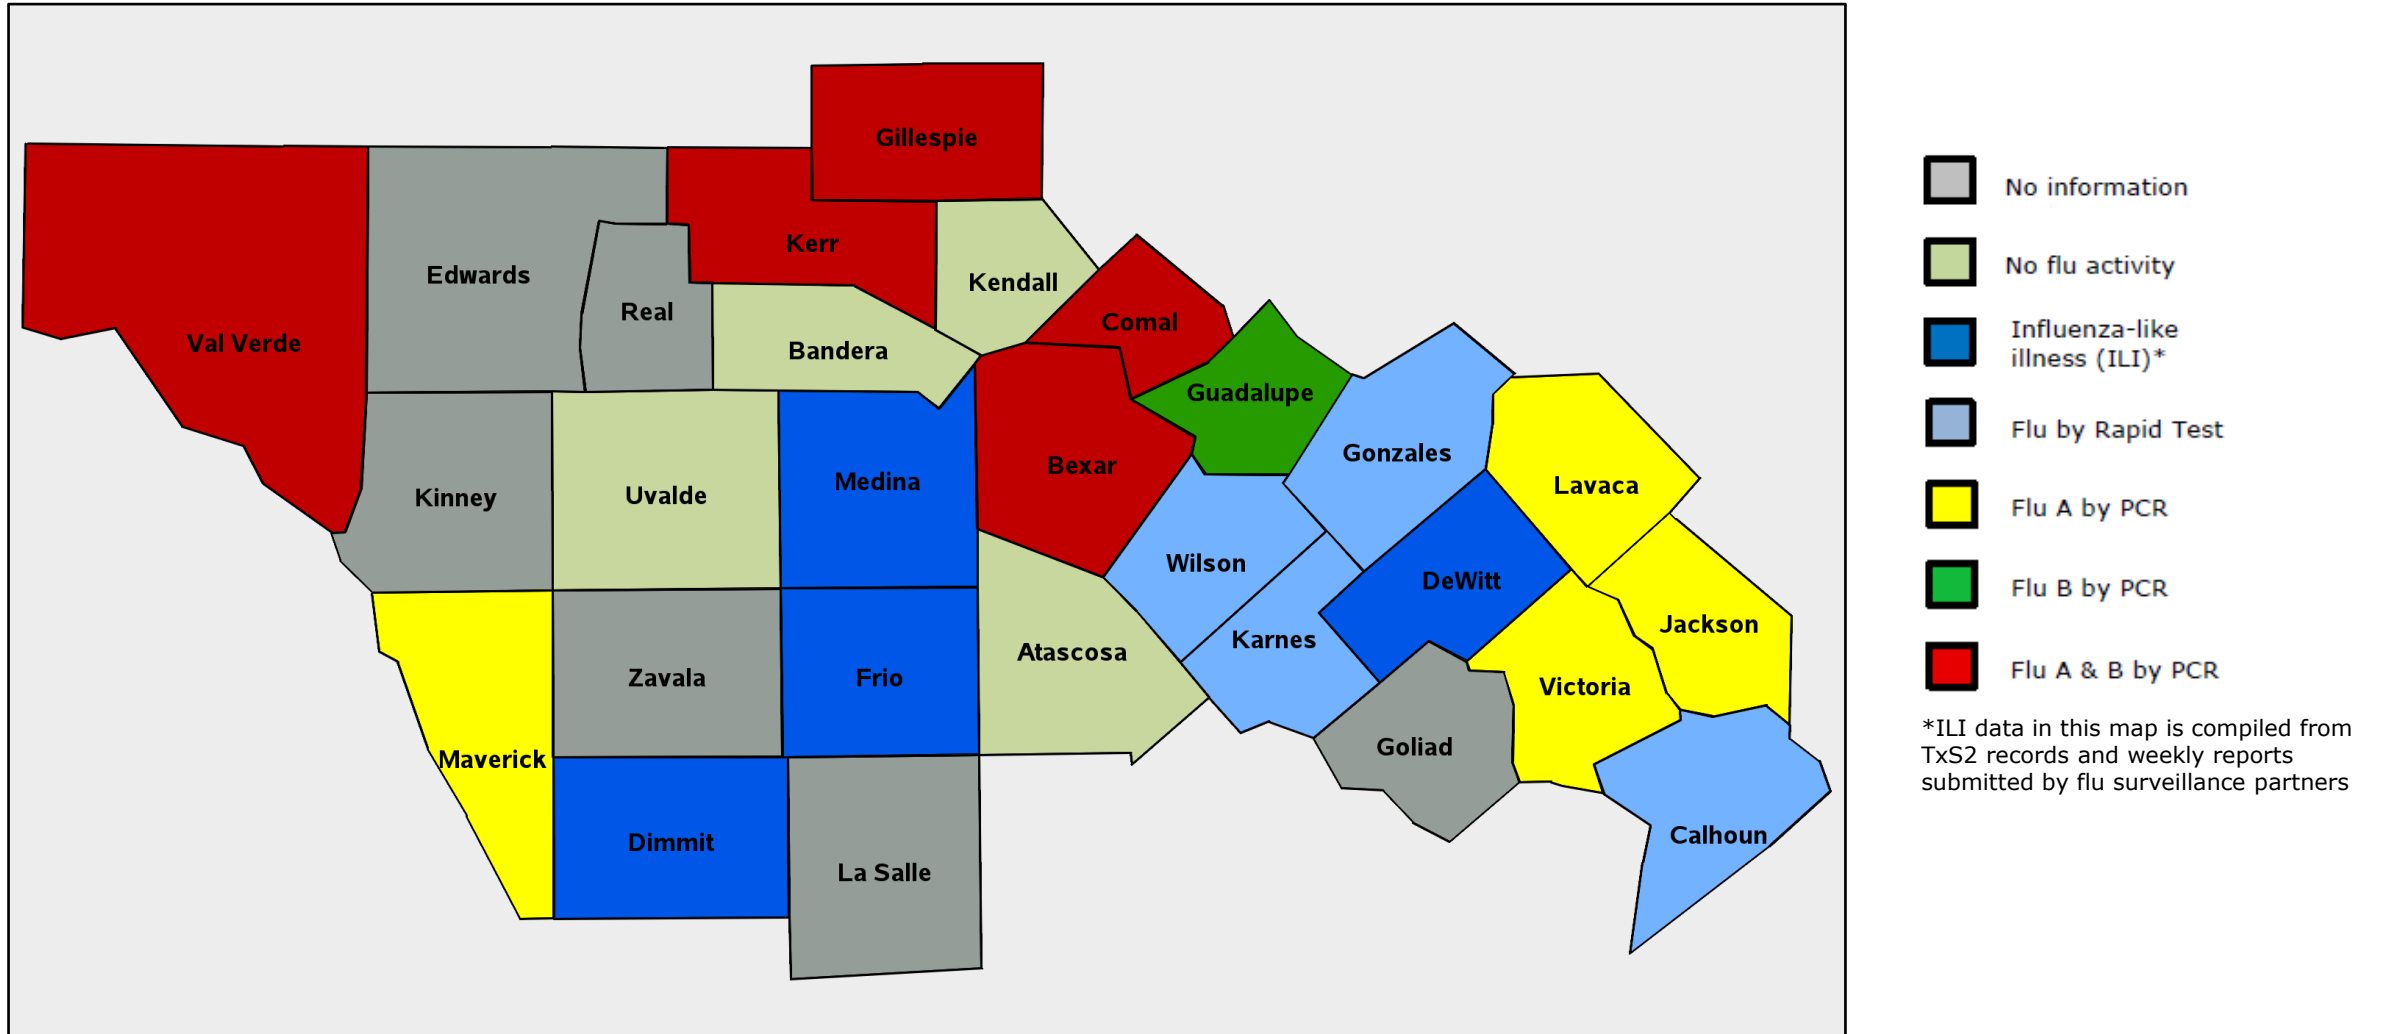 Gillespie
Kerr
Edwards
Kendall
Real
Comal
Val Verde
Bandera
Guadalupe
Gonzales
Bexar
Medina
Lavaca
Uvalde
Kinney
Wilson
DeWitt
Jackson
Karnes
Atascosa
Zavala
Frio
Victoria
Goliad
Maverick
Calhoun
Dimmit
La Salle
No information
No flu activity
Influenza-like
illness (ILI)*
Flu by Rapid Test
Flu A by PCR
Flu B by PCR
Flu A & B by PCR
*ILI data in this map is compiled from
TxS2 records and weekly reports
submitted by flu surveillance partners